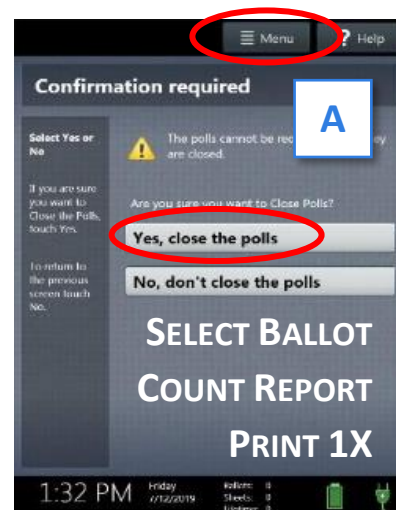 Menu
? Help
Confirmation required
A
Select Yes or
No
The polls cannot be
are closed.
If you are sure
you want to
Close the Polls,
touch Yes.
Are you sure you want to Close Polls?
Yes, close the polls
To return to
the previous
screen touch
No.
No, don't close the polls
SELECT BALLOT
COUNT REPORT
PRINT 1X
1:32 PM
Friday
7/12/2019
Ballots: 0
Sheets: 0